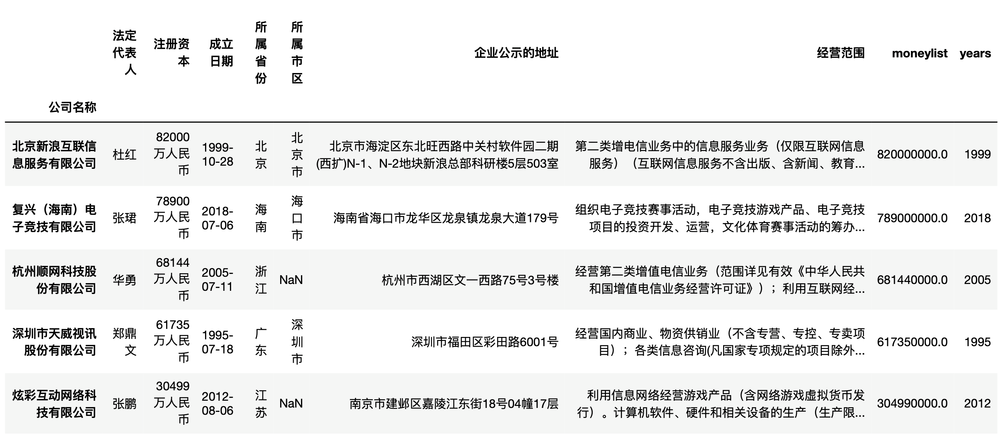 法定代表人 注册资本 成立日期 所属省份 所属市区 企业公示的地址 经营范围 moneylist years
公司名称
北京新浪互联信息服务有限公司 杜红 82000万人民币 1999-10-28 北京 北京市 北京市海淀区东北旺西路中关村软件园二期(西扩)N-1、N-2地块新浪总部科研楼5层503室 第二类增电信业务中的信息服务业务（仅限互联网信息服务）（互联网信息服务不含出版、含新闻、教育... 820000000.0 1999
复兴（海南）电子竞技有限公司 张珺 78900万人民币 2018-07-06 海南 海口市 海南省海口市龙华区龙泉镇龙泉大道179号 组织电子竞技赛事活动，电子竞技游戏产品、电子竞技项目的投资开发、运营，文化体育赛事活动的筹办... 789000000.0 2018
杭州顺网科技股份有限公司 华勇 68144万人民币 2005-07-11 浙江 NaN 杭州市西湖区文一西路75号3号楼 经营第二类增值电信业务（范围详见有效《中华人民共和国增值电信业务经营许可证》）；利用互联网经... 681440000.0 2005
深圳市天威视讯股份有限公司 郑鼎文 61735万人民币 1995-07-18 广东 深圳市 深圳市福田区彩田路6001号 经营国内商业、物资供销业（不含专营、专控、专卖项目）；各类信息咨询(凡国家专项规定的项目除外... 617350000.0 1995
炫彩互动网络科技有限公司 张鹏 30499万人民币 2012-08-06 江苏 NaN 南京市建邺区嘉陵江东街18号04幢17层 利用信息网络经营游戏产品（含网络游戏虚拟货币发行）。计算机软件、硬件和相关设备的生产（生产限... 304990000.0 2012